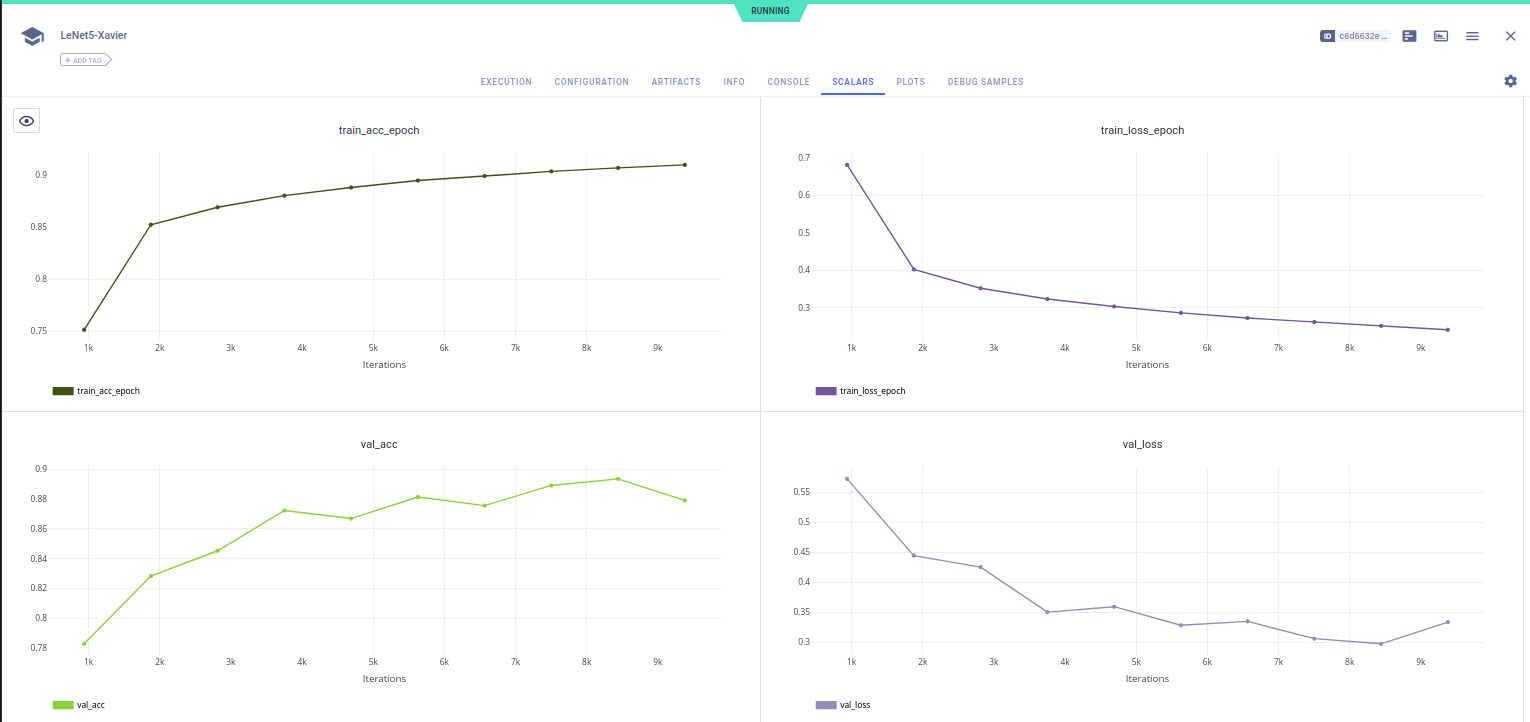 RUNNING
LeNet5-Xavier
ID c6d6632e ...
+ ADD TAG
EXECUTION CONFIGURATION ARTIFACTS INFO CONSOLE SCALARS PLOTS DEBUG SAMPLES
train_acc_epoch
0.9
0.85
0.8
0.75
1k 2k 3k 4k 5k 6k 7k 8k 9k
Iterations
train_acc_epoch
train_loss_epoch
0.7
0.6
0.5
0.4
0.3
1k 2k 3k 4k 5k 6k 7k 8k 9k
Iterations
train_loss_epoch
val_acc
0.9
0.88
0.86
0.84
0.82
0.8
0.78
1k 2k 3k 4k 5k 6k 7k 8k 9k
Iterations
val_acc
val_loss
0.55
0.5
0.45
0.4
0.35
0.3
1k 2k 3k 4k 5k 6k 7k 8k 9k
Iterations
val_loss